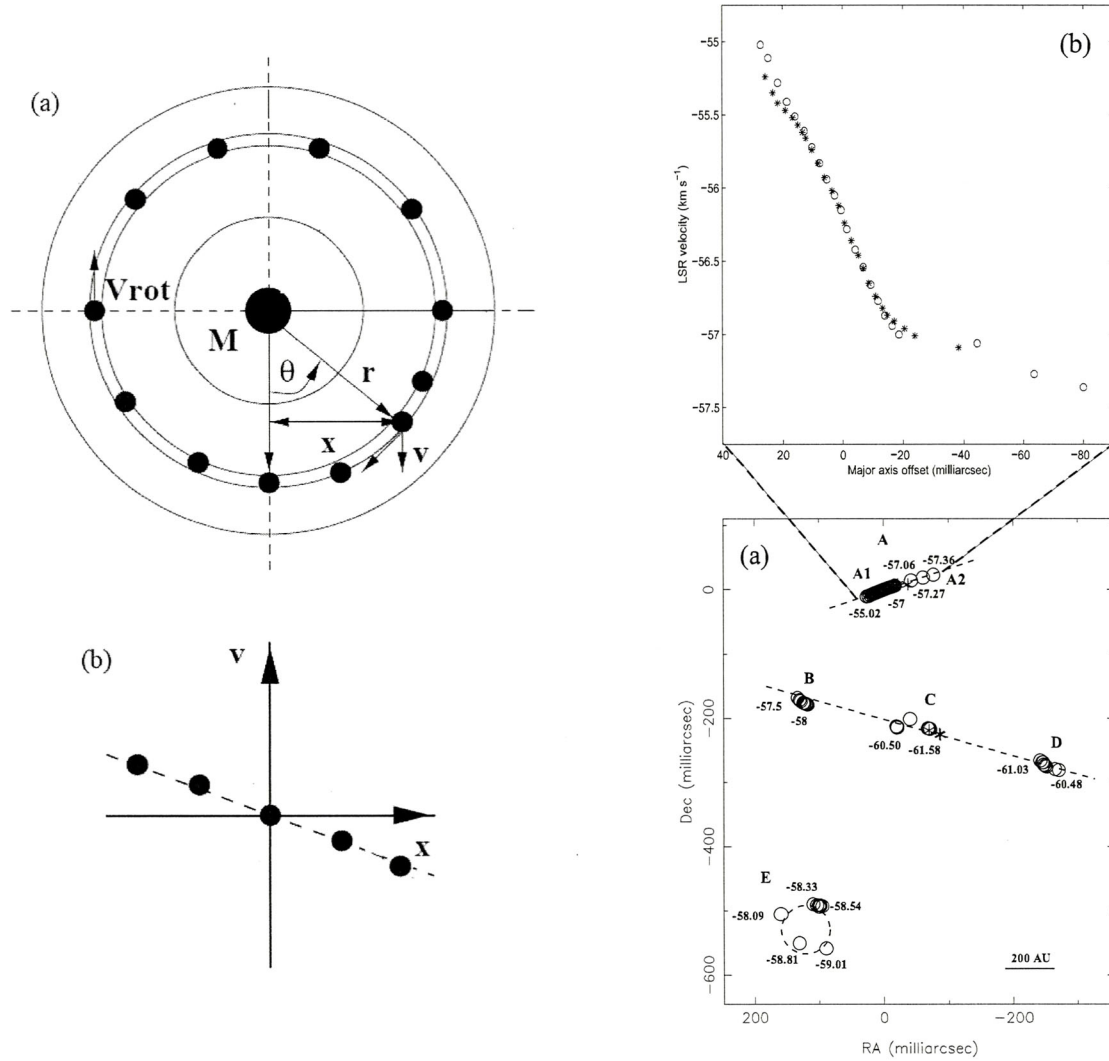 (a)
Vrot
M
θ
r
x
v
(b)
v
x
(b)
-55
-55.5
-56
-56.5
-57
-57.5
LSR velocity (km s⁻¹)
40 20 0 -20 -40 -60 -80
Major axis offset (milliarcsec)
(a)
A
A1
-57.06
-57.36
A2
-57.27
-57
-55.02
B
-57.5
-58
C
-60.50
-61.58
D
-61.03
-60.48
E
-58.33
-58.54
-58.09
-58.81
-59.01
200 AU
0
-200
-400
-600
Dec (milliarcsec)
200 0 -200
RA (milliarcsec)